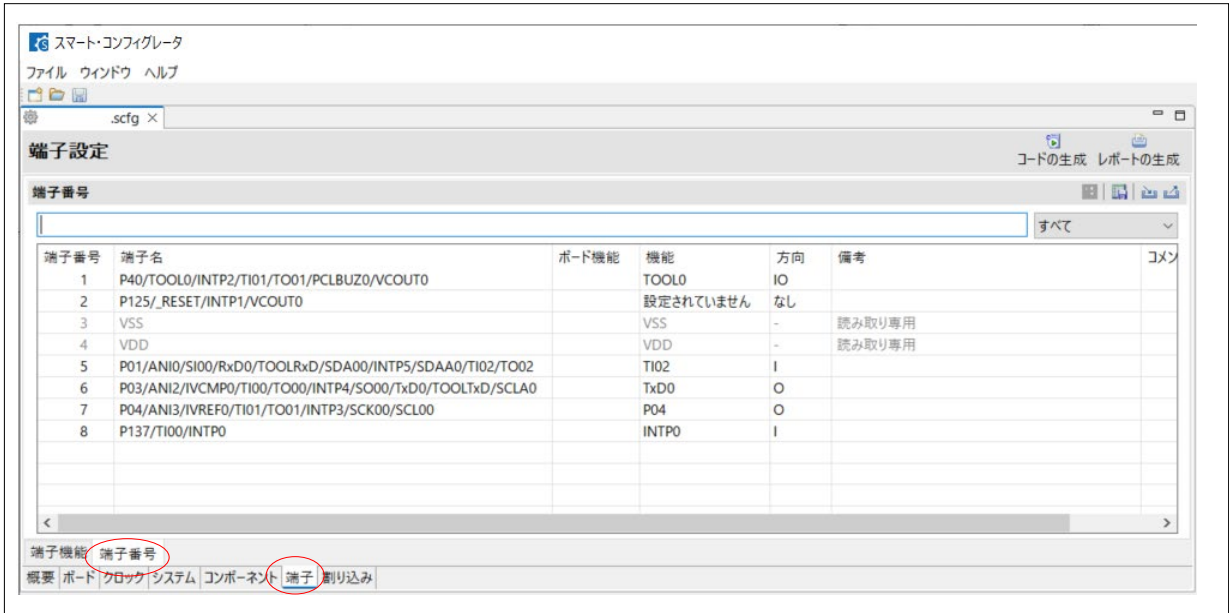 スマート・コンフィグレータ
ファイル ウィンドウ ヘルプ
.scfg ×
端子設定
コードの生成 レポートの生成
端子番号
すべて
端子番号 端子名 ボード機能 機能 方向 備考 コメン
1 P40/TOOL0/INTP2/TI01/TO01/PCLBUZ0/VCOUT0 TOOL0 IO
2 P125/_RESET/INTP1/VCOUT0 設定されていません なし
3 VSS VSS - 読み取り専用
4 VDD VDD - 読み取り専用
5 P01/ANI0/SI00/RxD0/TOOLRxD/SDA00/INTP5/SDAA0/TI02/TO02 TI02 I
6 P03/ANI2/IVCMP0/TI00/TO00/INTP4/SO00/TxD0/TOOLTxD/SCLA0 TxD0 O
7 P04/ANI3/IVREF0/TI01/TO01/INTP3/SCK00/SCL00 P04 O
8 P137/TI00/INTP0 INTP0 I
端子機能 端子番号
概要 ボード クロック システム コンポーネント 端子 割り込み